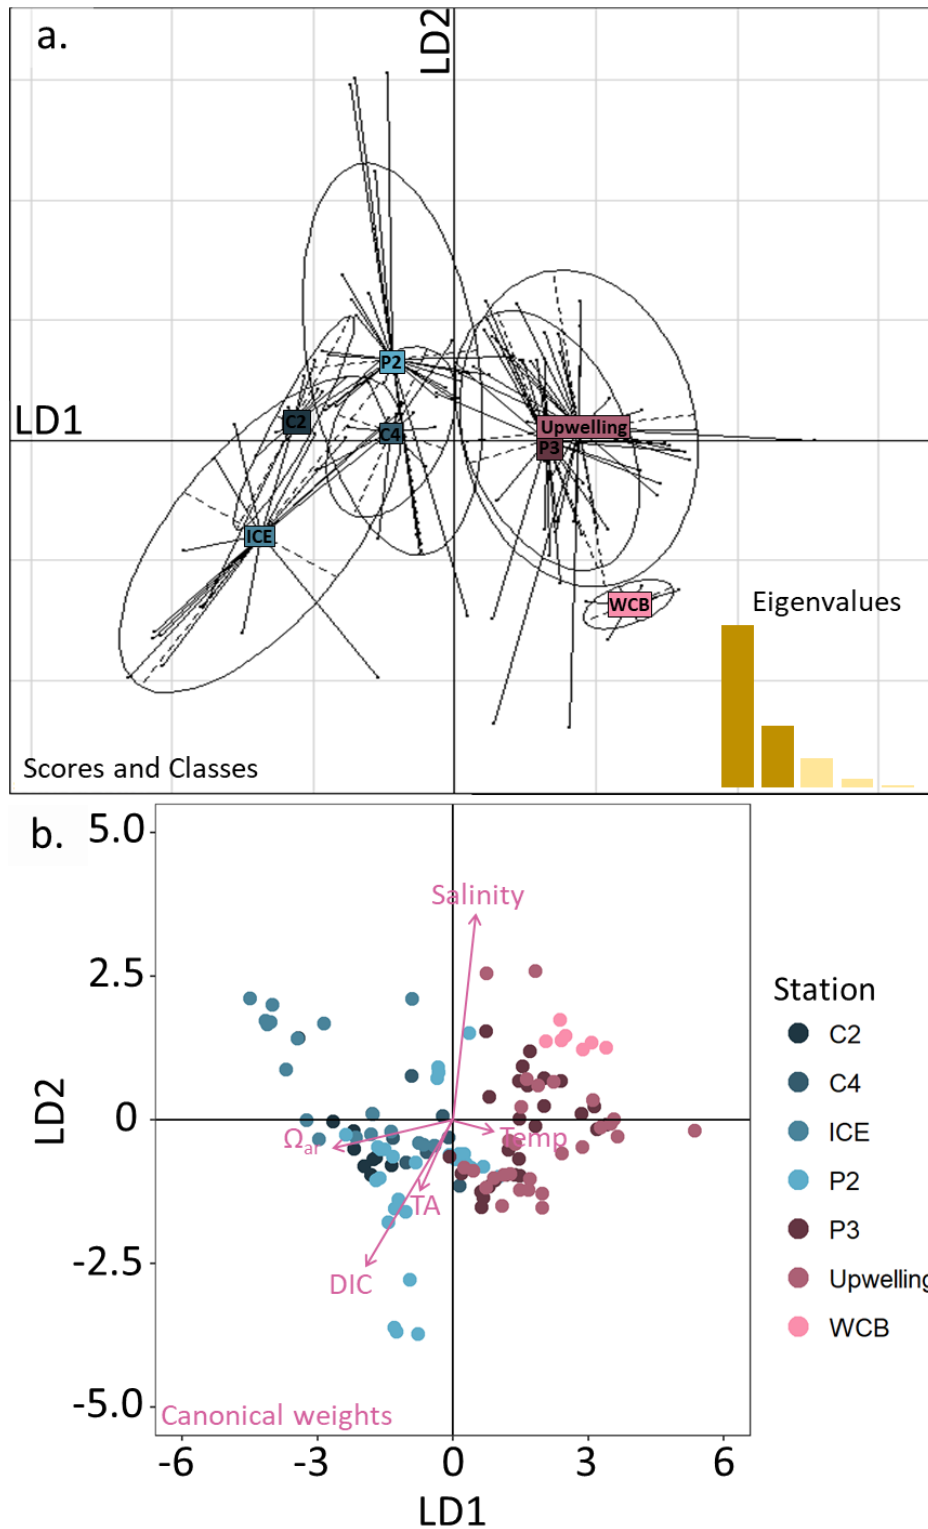 a.
LD2
LD1
P2
C2
C4
Upwelling
P3
ICE
WCB
Eigenvalues
Scores and Classes
b.
5.0
2.5
0
-2.5
-5.0
LD2
Salinity
Ωar
Temp
TA
DIC
Canonical weights
-6 -3 0 3 6
LD1
Station
C2
C4
ICE
P2
P3
Upwelling
WCB